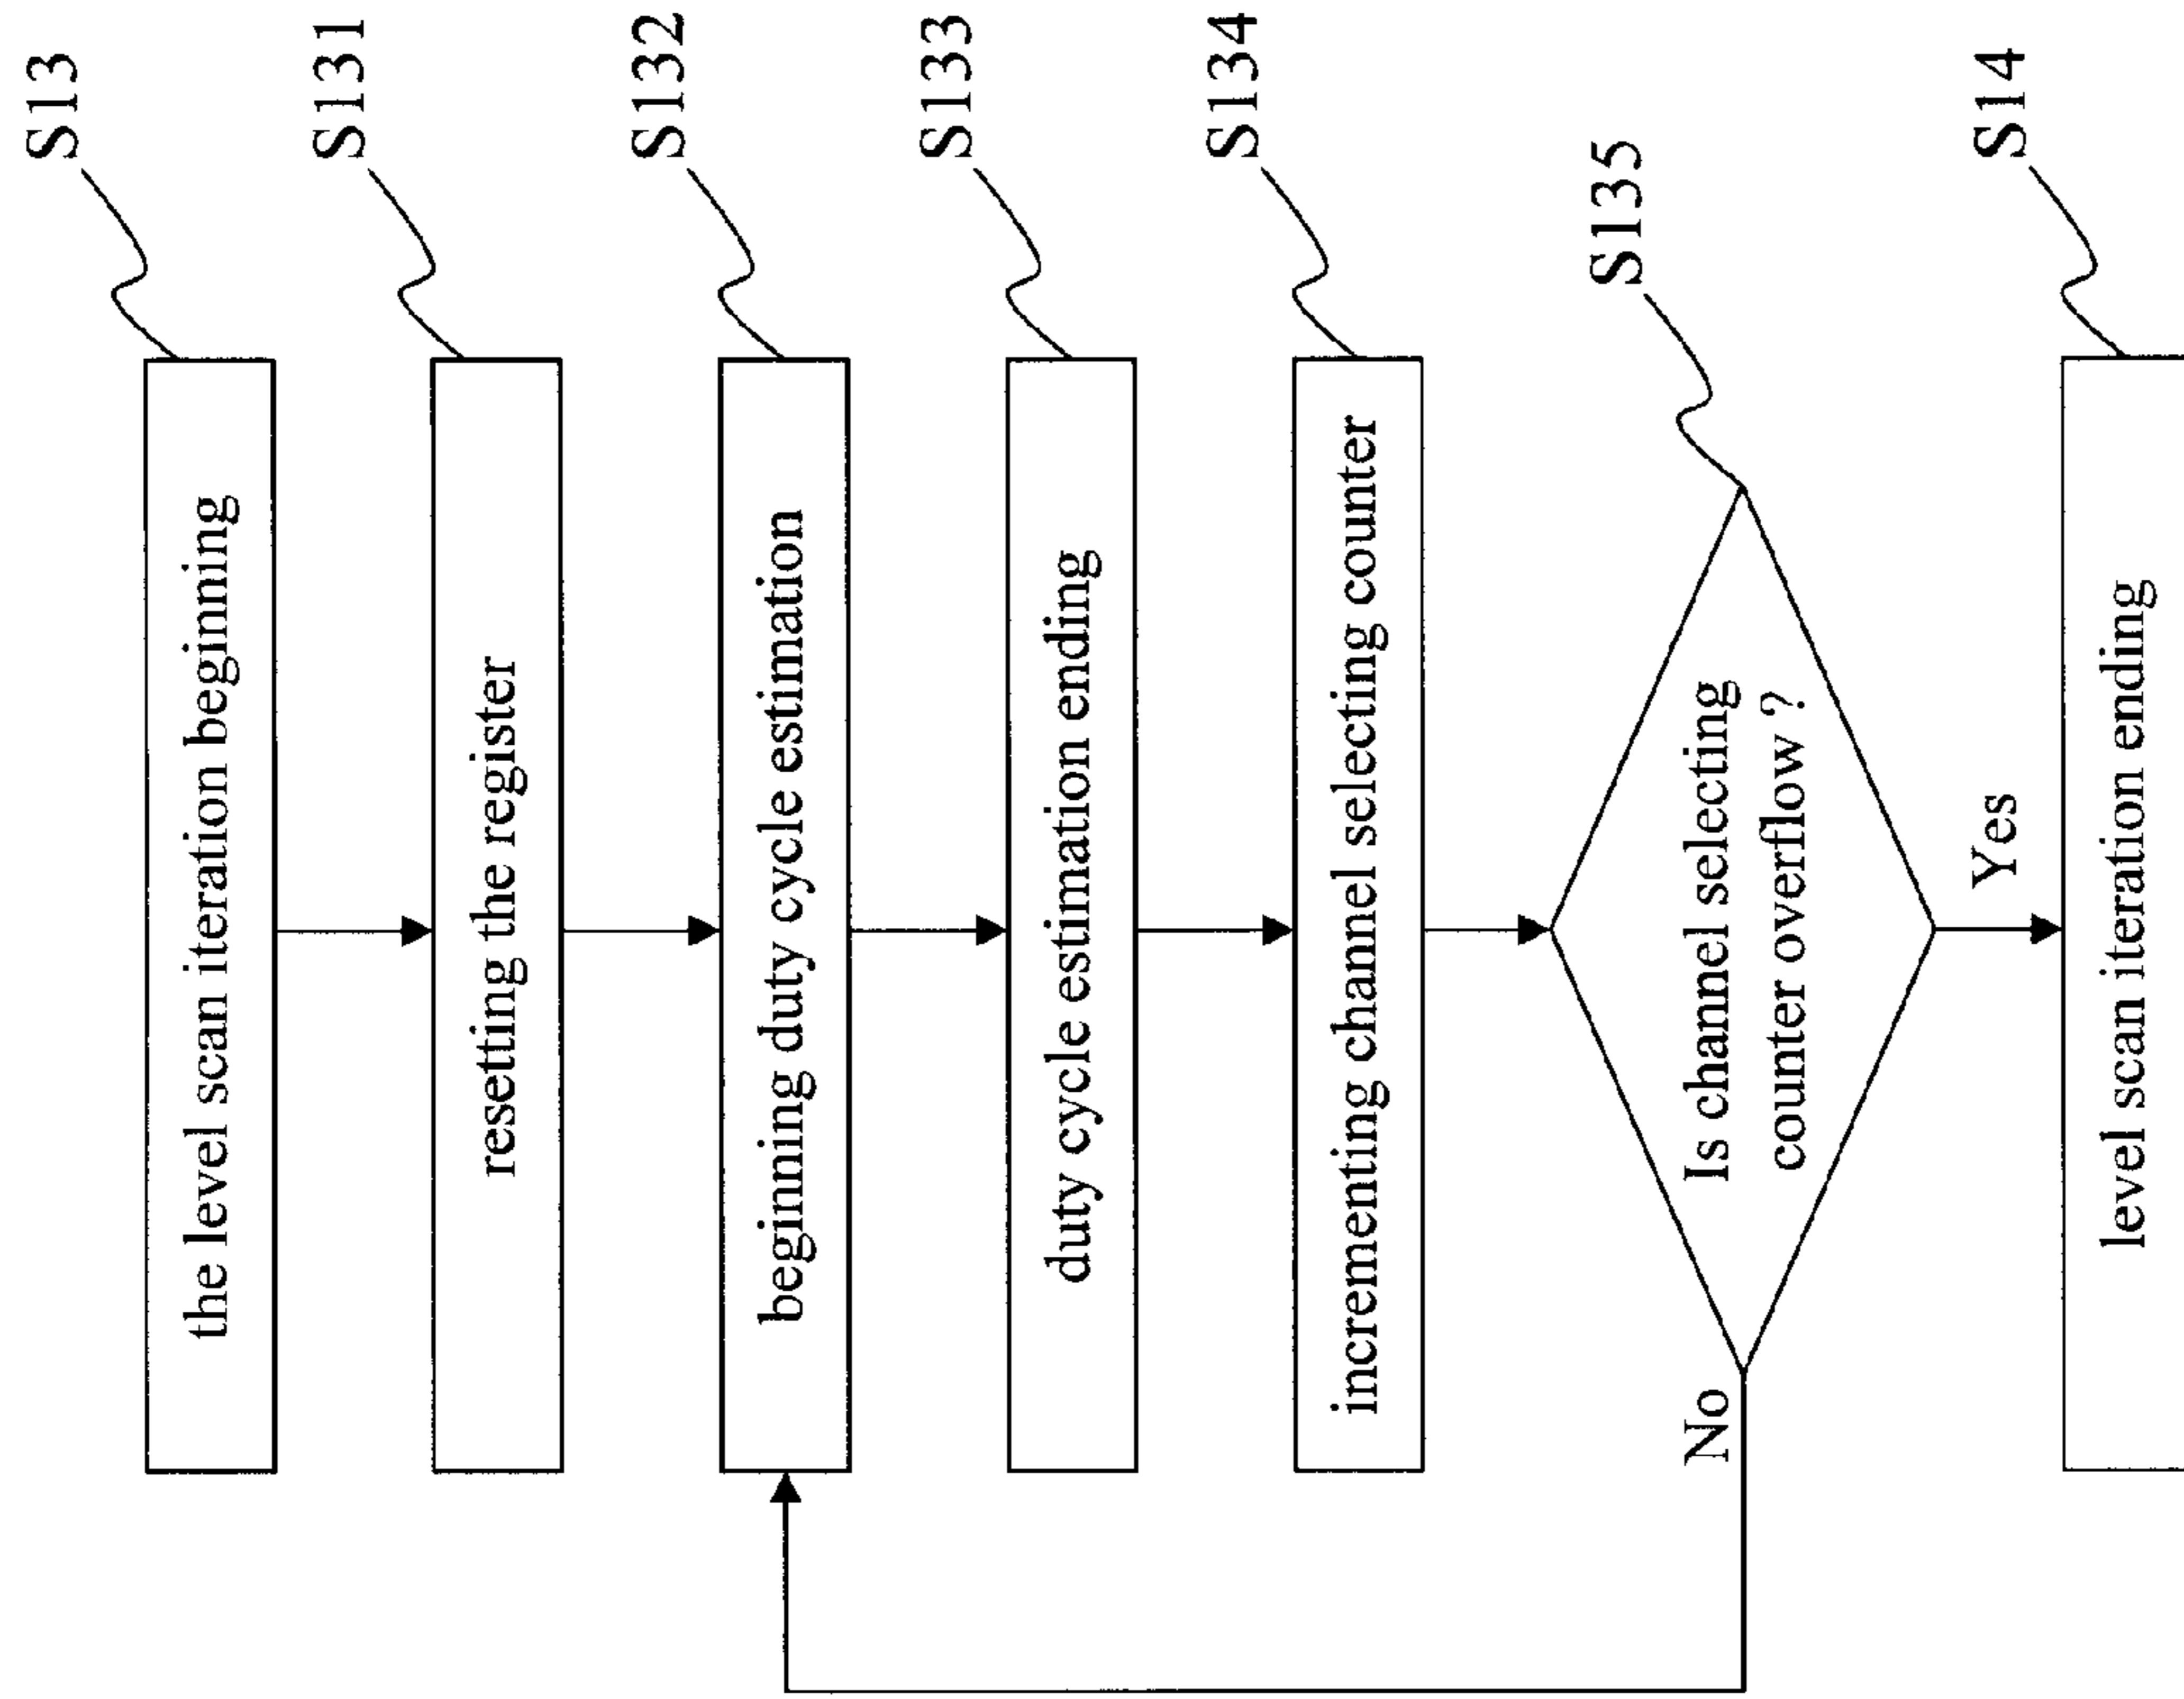 S13
the level scan iteration beginning
S131
resetting the register
S132
beginning duty cycle estimation
S133
duty cycle estimation ending
S134
incrementing channel selecting counter
S135
Is channel selecting
counter overflow ?
No
Yes
S14
level scan iteration ending